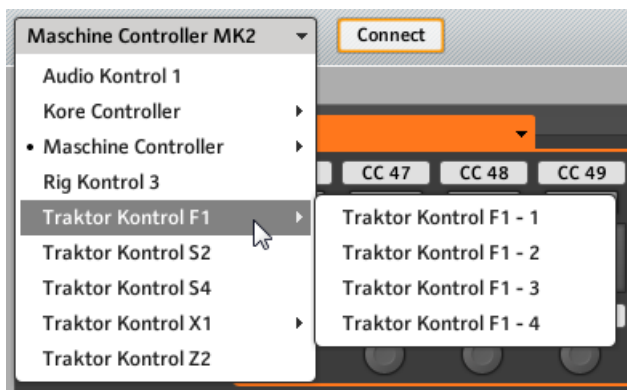 Maschine Controller MK2
Connect
Audio Kontrol 1
Kore Controller
Maschine Controller
Rig Kontrol 3
Traktor Kontrol F1
Traktor Kontrol S2
Traktor Kontrol S4
Traktor Kontrol X1
Traktor Kontrol Z2
CC 47 CC 48 CC 49
Traktor Kontrol F1 - 1
Traktor Kontrol F1 - 2
Traktor Kontrol F1 - 3
Traktor Kontrol F1 - 4